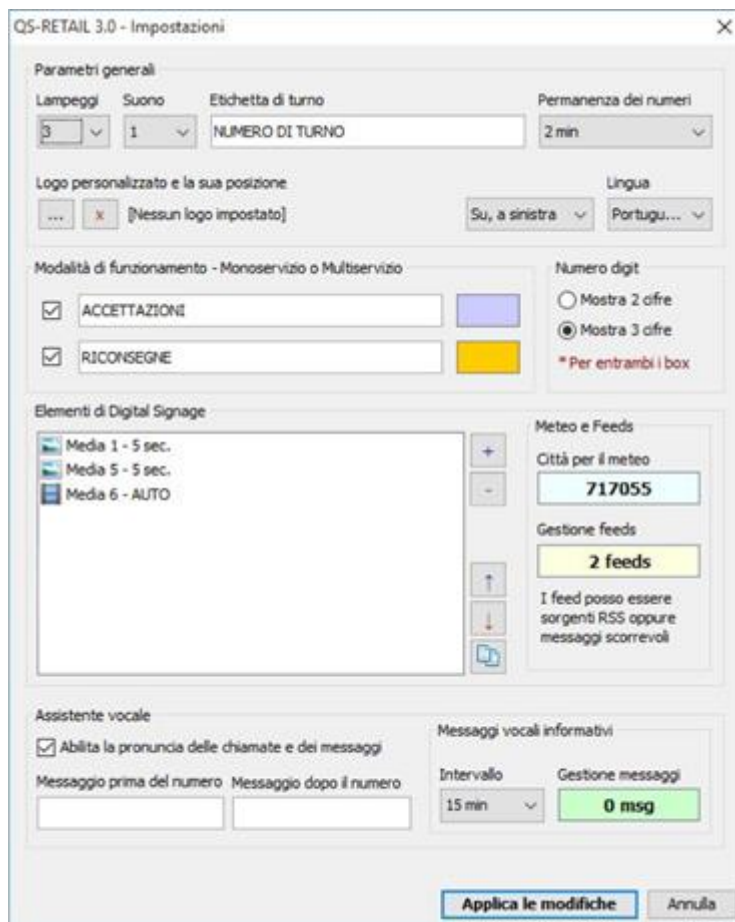 QS-RETAIL 3.0 - Impostazioni
Parametri generali
Lampeggi Suono Etichetta di turno Permanenza dei numeri
3 1 NUMERO DI TURNO 2 min
Logo personalizzato e la sua posizione Lingua
... x [Nessun logo impostato] Su, a sinistra Portugu...
Modalità di funzionamento - Monoservizio o Multiservizio
ACCETTAZIONI
RICONSEGNE
Numero digit
Mostra 2 cifre
Mostra 3 cifre
* Per entrambi i box
Elementi di Digital Signage
Media 1 - 5 sec.
Media 5 - 5 sec.
Media 6 - AUTO
+
-
↑
↓
Meteo e Feeds
Città per il meteo
717055
Gestione feeds
2 feeds
I feed posso essere
sorgenti RSS oppure
messaggi scorrevoli
Assistente vocale
Abilita la pronuncia delle chiamate e dei messaggi
Messaggio prima del numero Messaggio dopo il numero
Messaggi vocali informativi
Intervallo Gestione messaggi
15 min 0 msg
Applica le modifiche Annulla